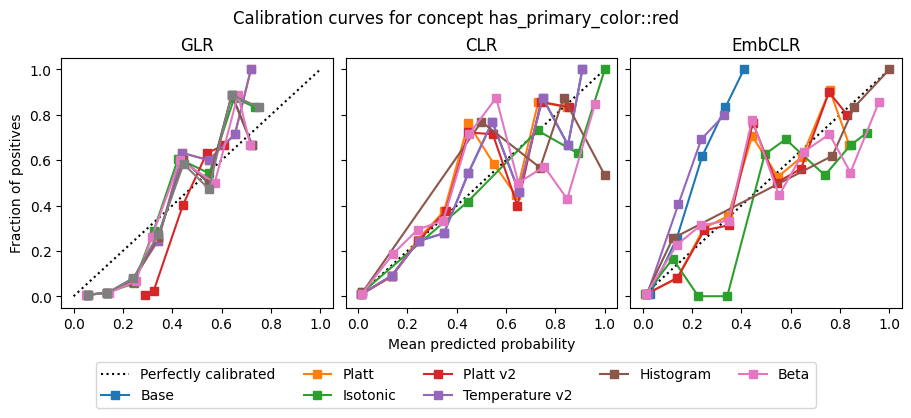 Calibration curves for concept has_primary_color::red
GLR
CLR
EmbCLR
Fraction of positives
1.0
0.8
0.6
0.4
0.2
0.0
0.0 0.2 0.4 0.6 0.8 1.0
0.0 0.2 0.4 0.6 0.8 1.0
0.0 0.2 0.4 0.6 0.8 1.0
Mean predicted probability
Perfectly calibrated
Base
Platt
Isotonic
Platt v2
Temperature v2
Histogram
Beta